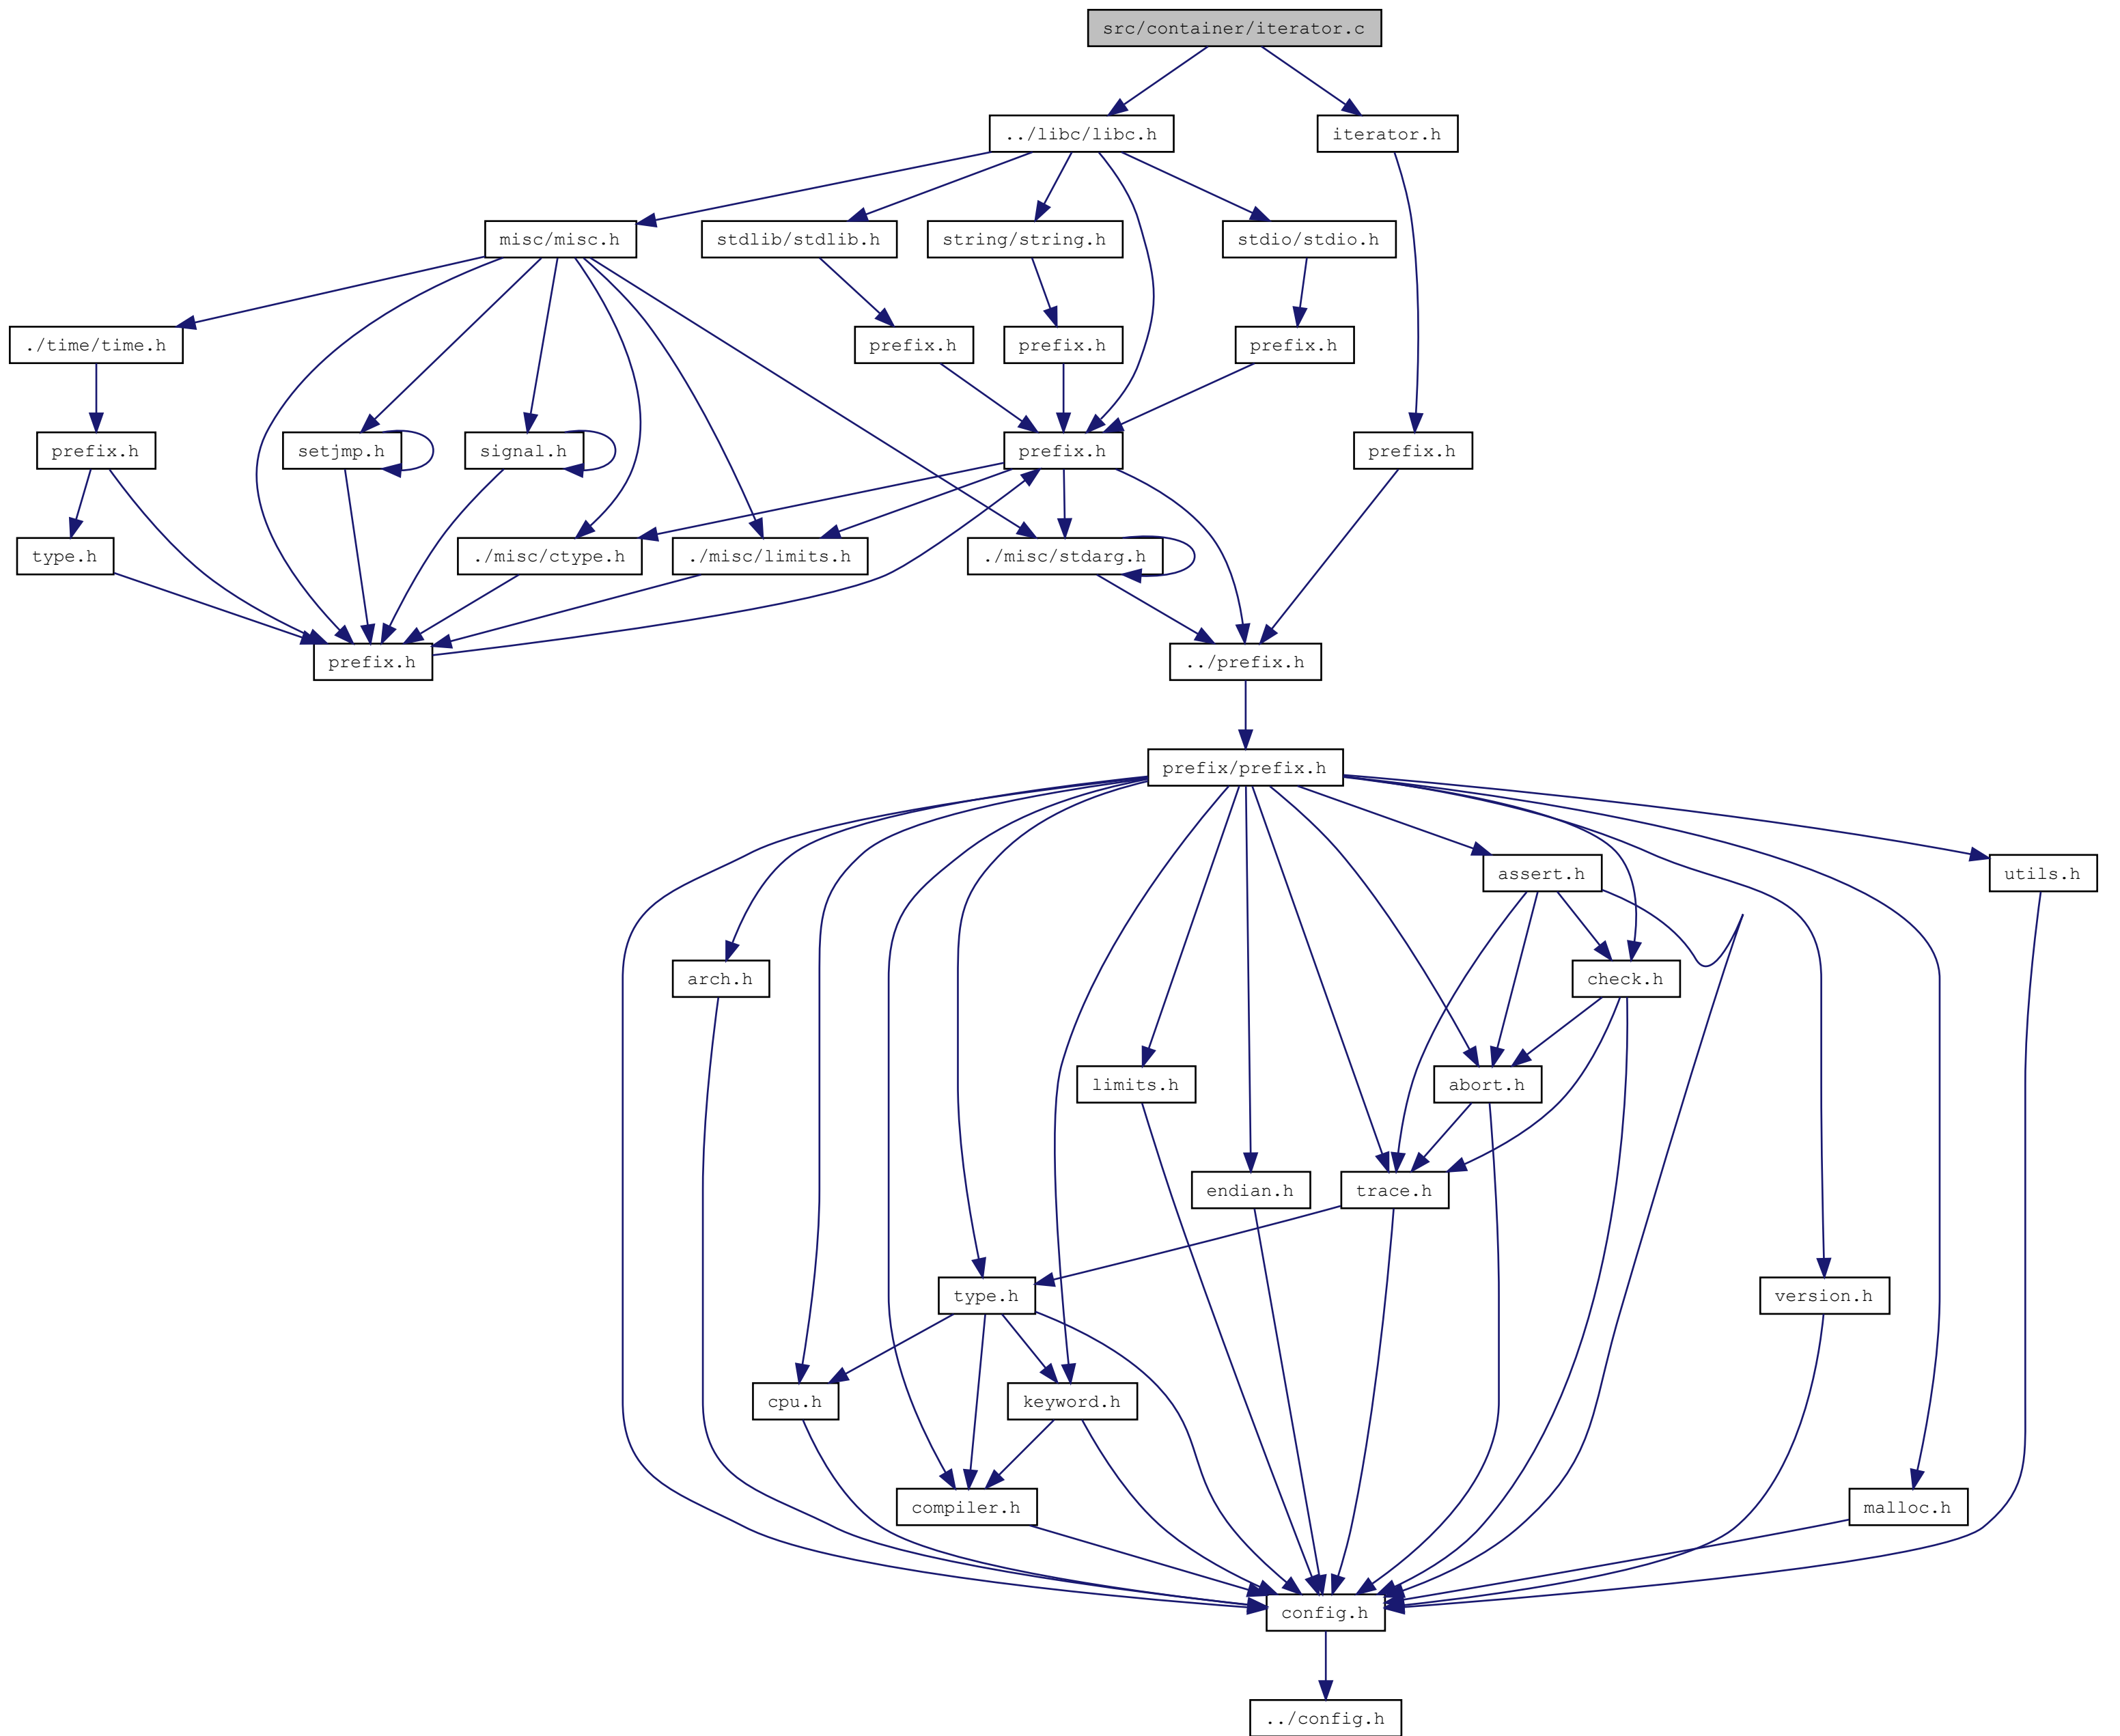 src/container/iterator.c
../libc/libc.h
iterator.h
misc/misc.h
stdlib/stdlib.h
string/string.h
stdio/stdio.h
./time/time.h
prefix.h
prefix.h
prefix.h
prefix.h
setjmp.h
signal.h
prefix.h
prefix.h
type.h
./misc/ctype.h
./misc/limits.h
./misc/stdarg.h
prefix.h
../prefix.h
prefix/prefix.h
assert.h
utils.h
arch.h
check.h
limits.h
abort.h
endian.h
trace.h
type.h
version.h
cpu.h
keyword.h
compiler.h
malloc.h
config.h
../config.h